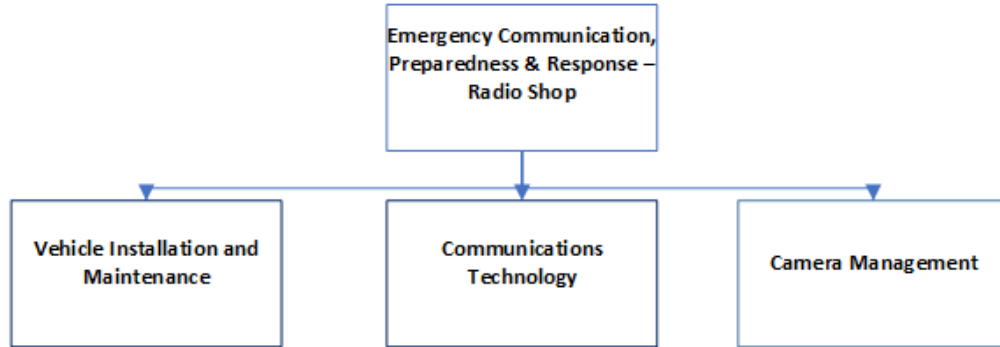 Emergency Communication,
Preparedness & Response –
Radio Shop
Vehicle Installation and
Maintenance
Communications
Technology
Camera Management